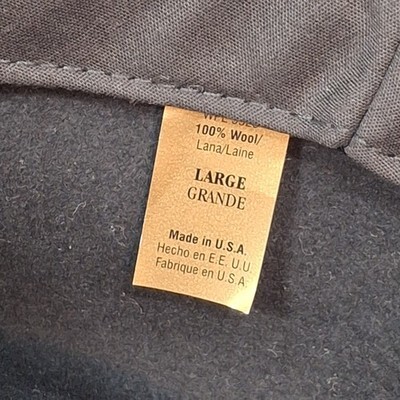 100% Wool/
Lana/Laine
LARGE
GRANDE
Made in U.S.A.
Hecho en E.E. U.U.
Fabrique en U.S.A.